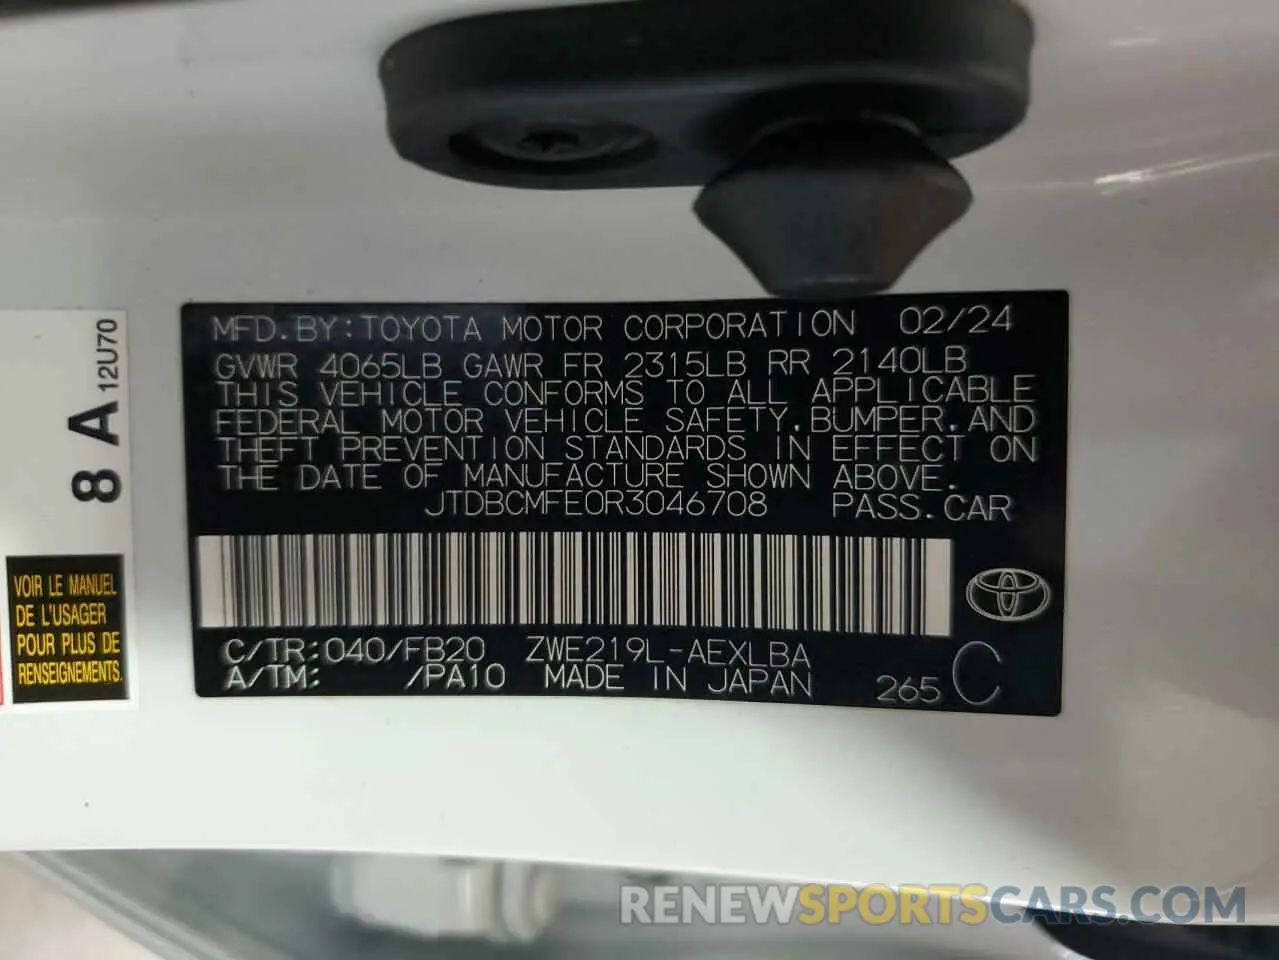 MFD.BY:TOYOTA MOTOR CORPORATION 02/24
GVWR 4065LB GAWR FR 2315LB RR 2140LB
THIS VEHICLE CONFORMS TO ALL APPLICABLE
FEDERAL MOTOR VEHICLE SAFETY,BUMPER,AND
THEFT PREVENTION STANDARDS IN EFFECT ON
THE DATE OF MANUFACTURE SHOWN ABOVE.
JTDBCMFE0R3046708 PASS.CAR
C/TR:040/FB20 ZWE219L-AEXLBA
A/TM: /PA10 MADE IN JAPAN 265 C
8 A 12U70
VOIR LE MANUEL
DE L'USAGER
POUR PLUS DE
RENSEIGNEMENTS.
RENEWSPORTSCARS.COM